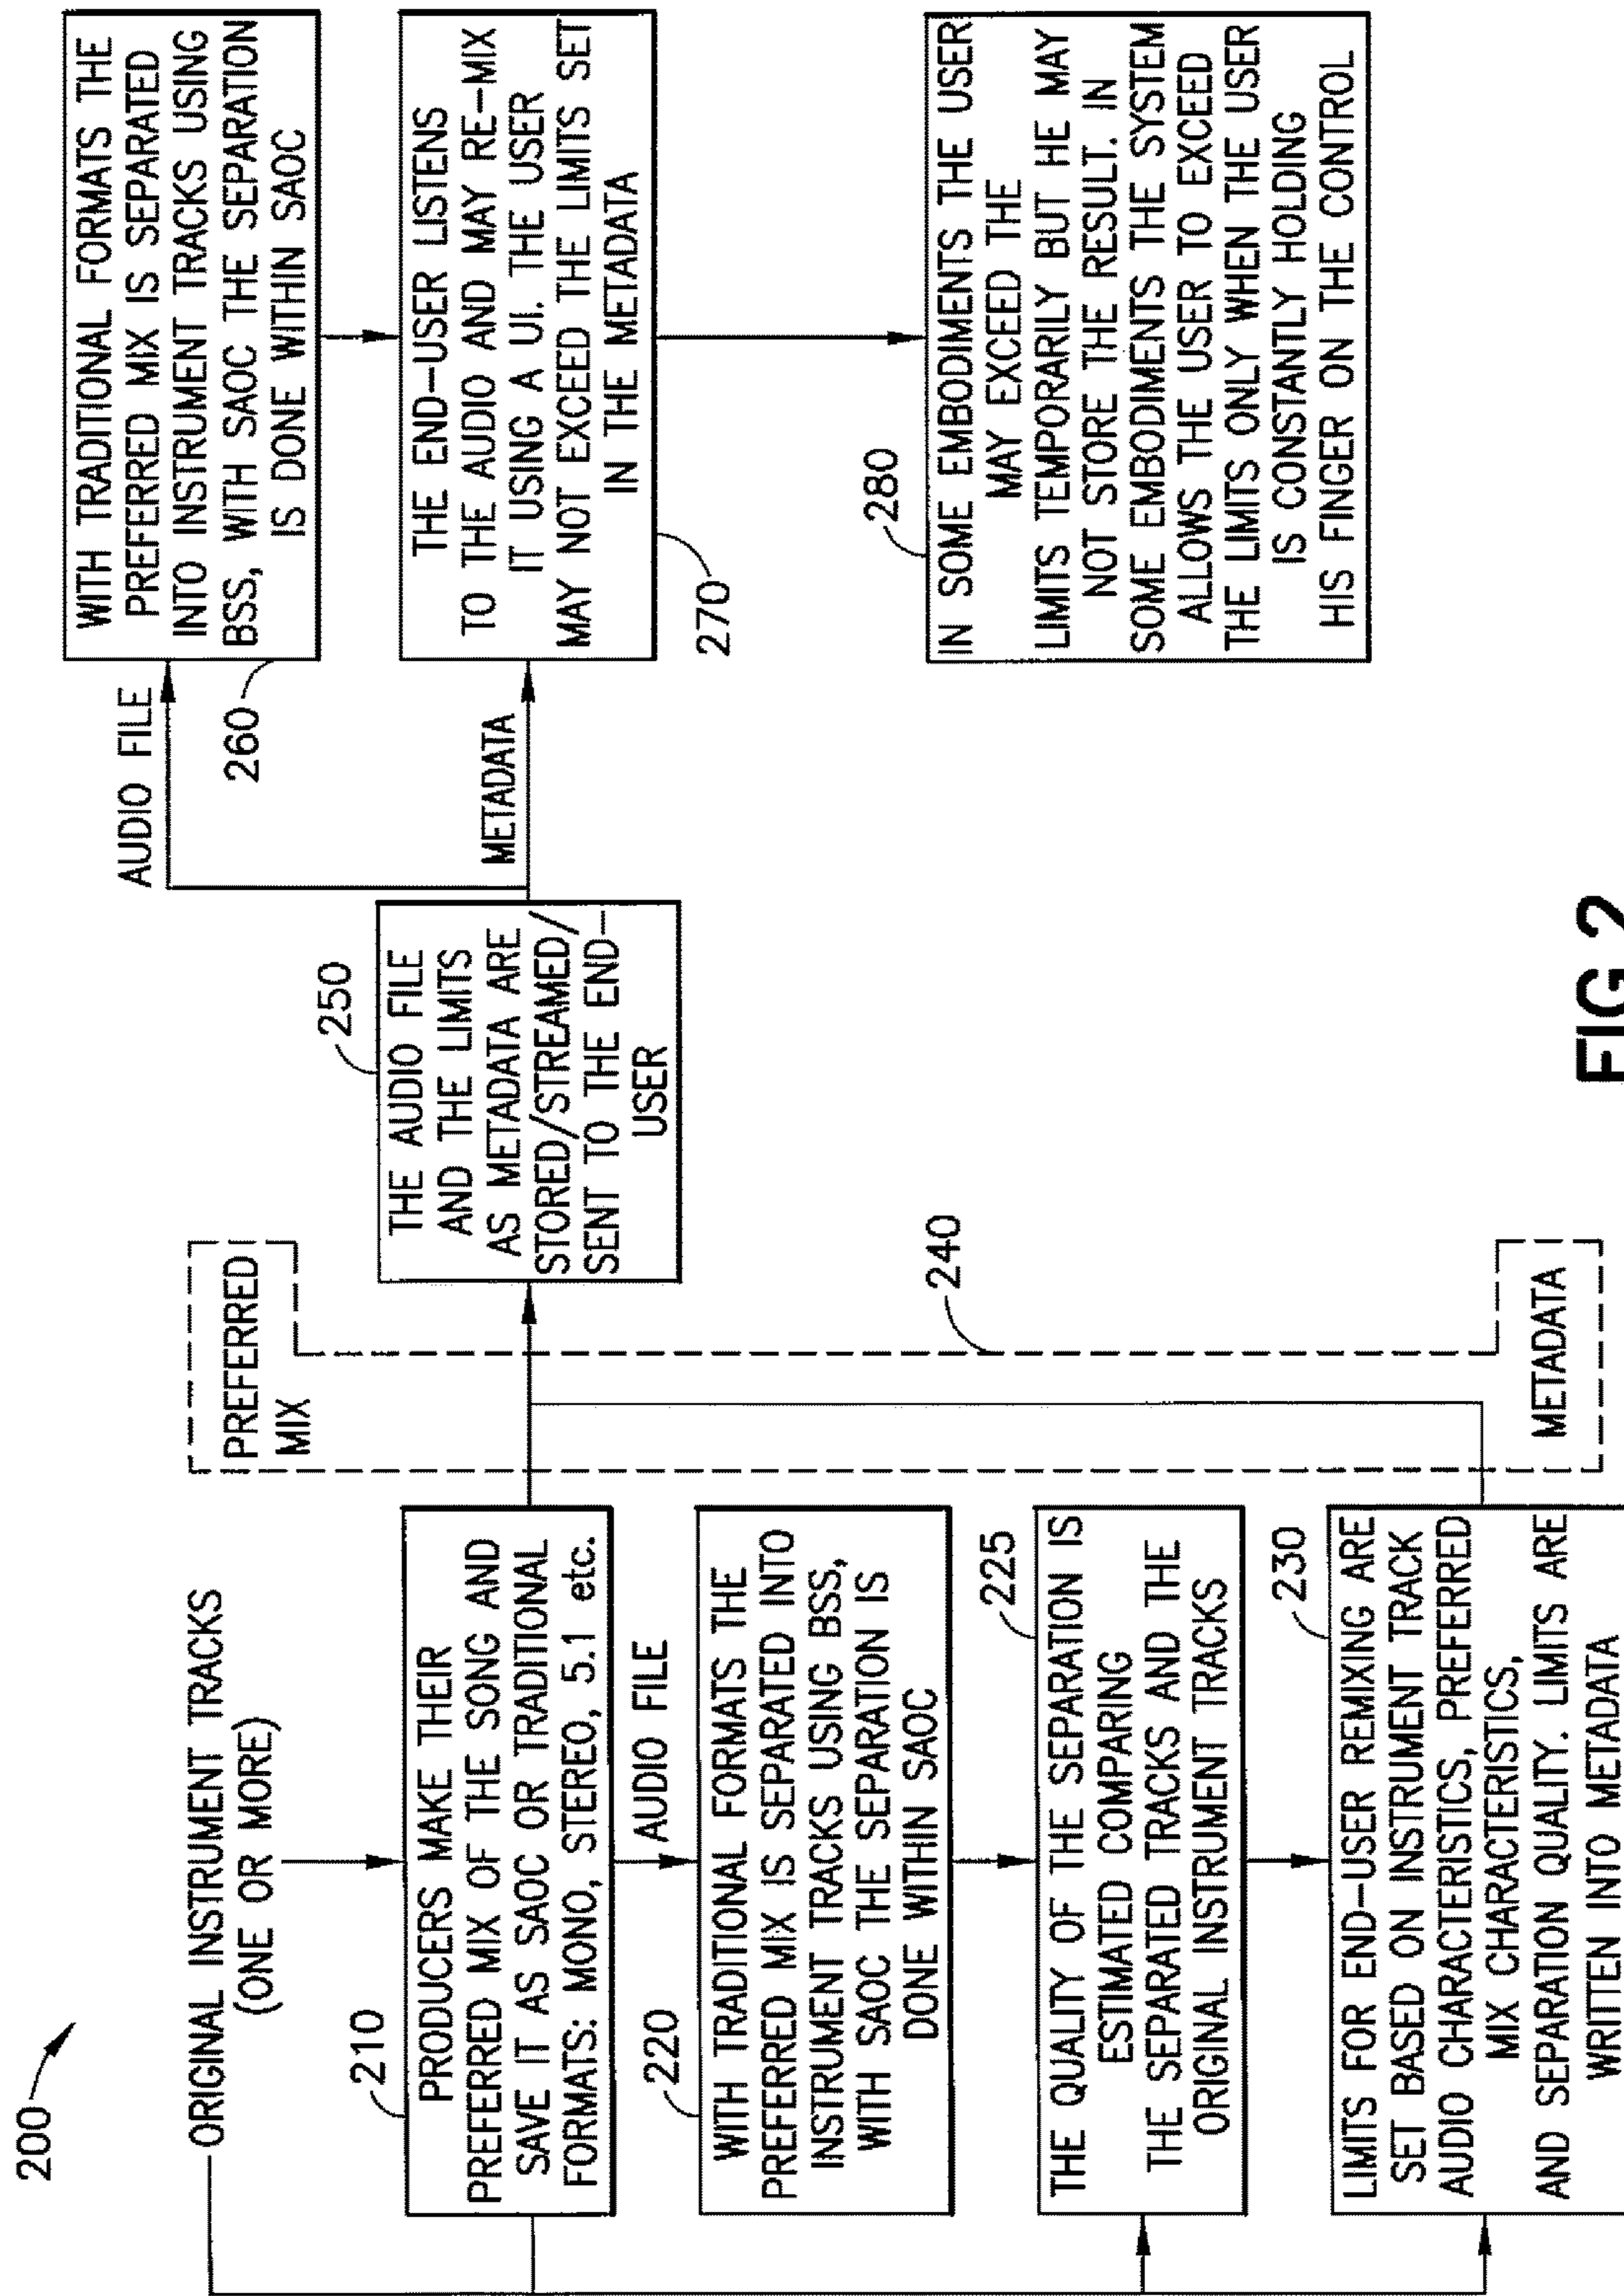 200
ORIGINAL INSTRUMENT TRACKS
(ONE OR MORE)
210
PRODUCERS MAKE THEIR
PREFERRED MIX OF THE SONG AND
SAVE IT AS SAOC OR TRADITIONAL
FORMATS: MONO, STEREO, 5.1 etc.
AUDIO FILE
220
WITH TRADITIONAL FORMATS THE
PREFERRED MIX IS SEPARATED INTO
INSTRUMENT TRACKS USING BSS,
WITH SAOC THE SEPARATION IS
DONE WITHIN SAOC
225
THE QUALITY OF THE SEPARATION IS
ESTIMATED COMPARING
THE SEPARATED TRACKS AND THE
ORIGINAL INSTRUMENT TRACKS
230
LIMITS FOR END-USER REMIXING ARE
SET BASED ON INSTRUMENT TRACK
AUDIO CHARACTERISTICS, PREFERRED
MIX CHARACTERISTICS,
AND SEPARATION QUALITY. LIMITS ARE
WRITTEN INTO METADATA
PREFERRED
MIX
240
METADATA
250
THE AUDIO FILE
AND THE LIMITS
AS METADATA ARE
STORED/STREAMED/
SENT TO THE END-
USER
AUDIO FILE
METADATA
260
WITH TRADITIONAL FORMATS THE
PREFERRED MIX IS SEPARATED
INTO INSTRUMENT TRACKS USING
BSS, WITH SAOC THE SEPARATION
IS DONE WITHIN SAOC
270
THE END-USER LISTENS
TO THE AUDIO AND MAY RE-MIX
IT USING A UI. THE USER
MAY NOT EXCEED THE LIMITS SET
IN THE METADATA
280
IN SOME EMBODIMENTS THE USER
MAY EXCEED THE
LIMITS TEMPORARILY BUT HE MAY
NOT STORE THE RESULT. IN
SOME EMBODIMENTS THE SYSTEM
ALLOWS THE USER TO EXCEED
THE LIMITS ONLY WHEN THE USER
IS CONSTANTLY HOLDING
HIS FINGER ON THE CONTROL
FIG.2